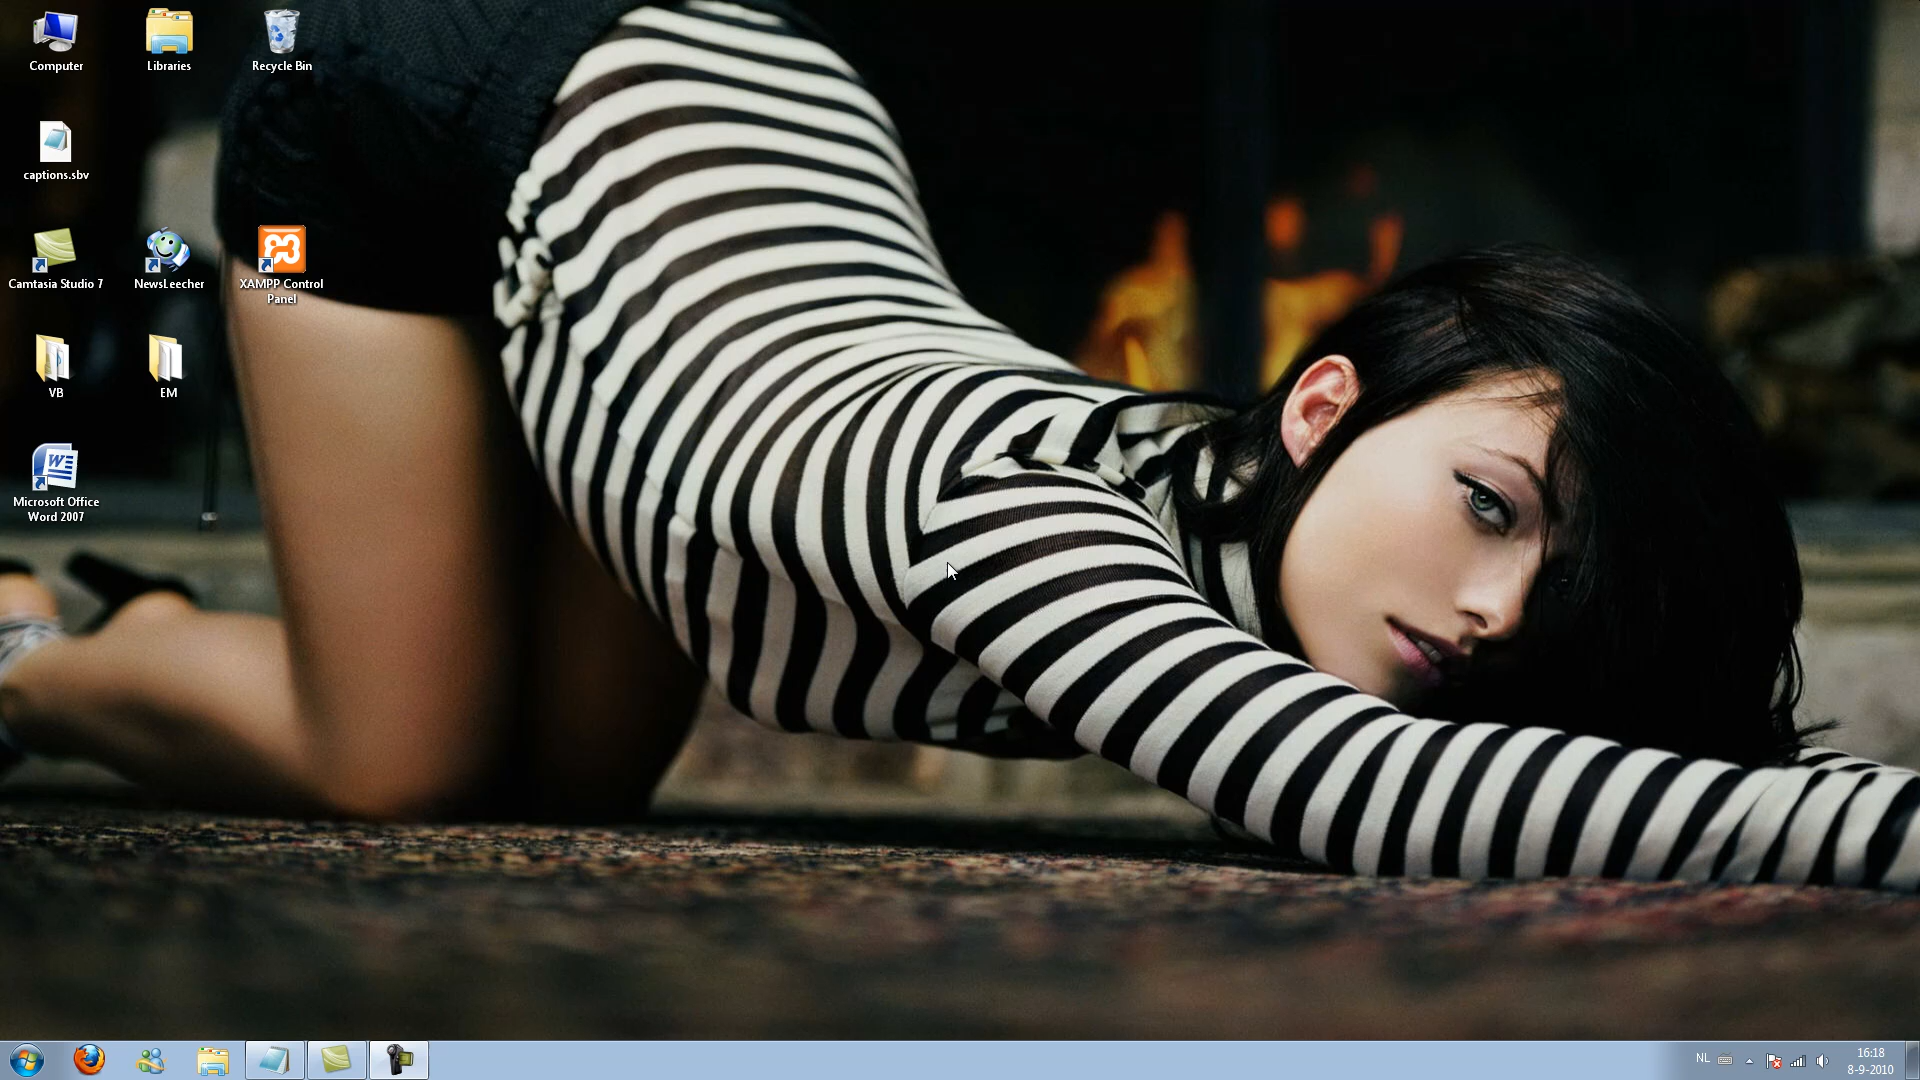 Computer
Libraries
Recycle Bin
captions.sbv
Camtasia Studio 7
NewsLeecher
XAMPP Control
Panel
VB
EM
Microsoft Office
Word 2007
NL
16:18
8-9-2010